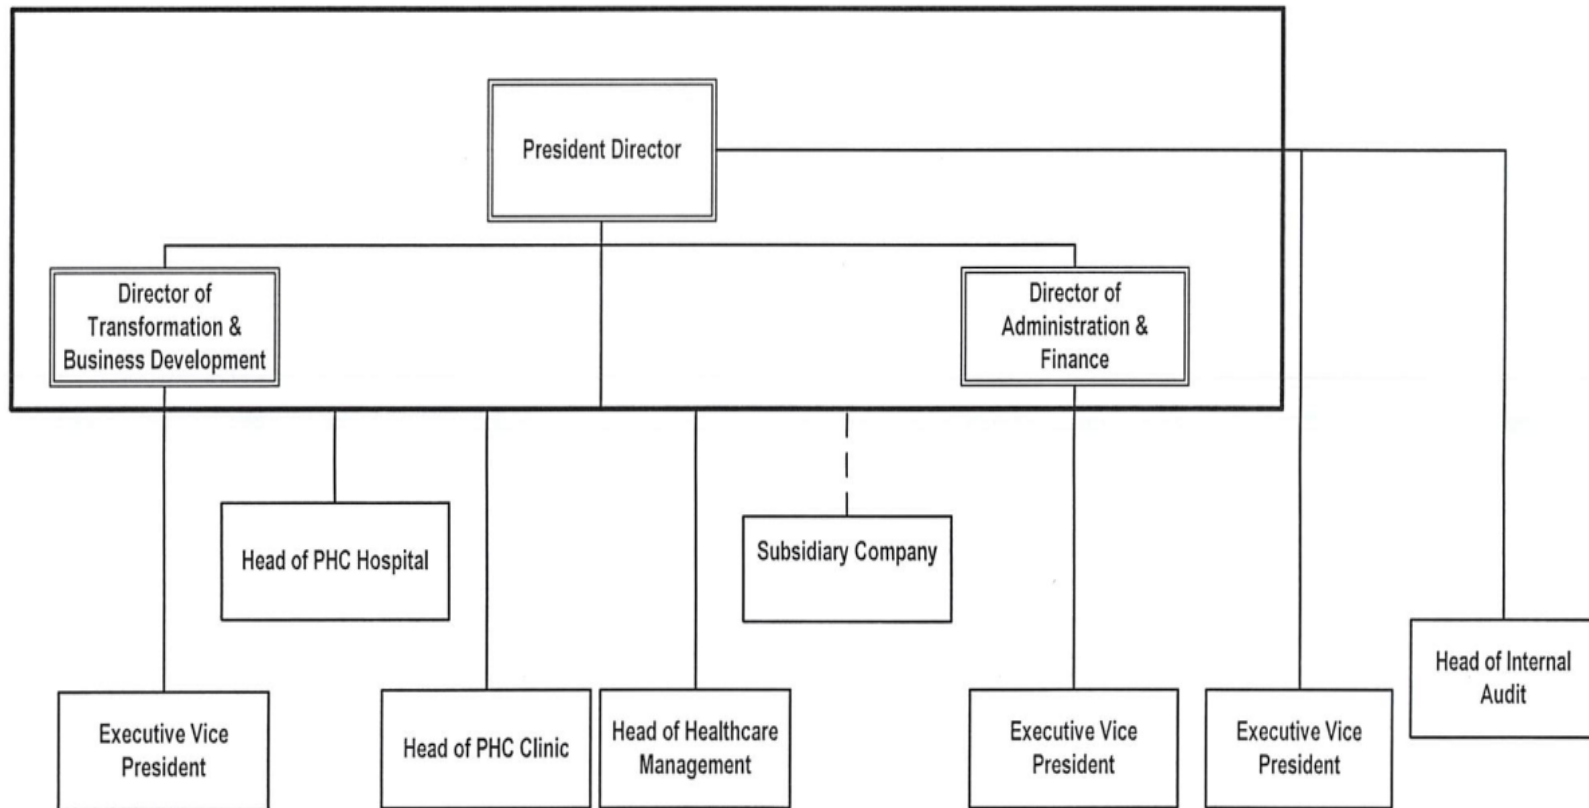 President Director
Director of
Transformation &
Business Development
Director of
Administration &
Finance
Head of PHC Hospital
Subsidiary Company
Head of Internal
Audit
Executive Vice
President
Head of PHC Clinic
Head of Healthcare
Management
Executive Vice
President
Executive Vice
President